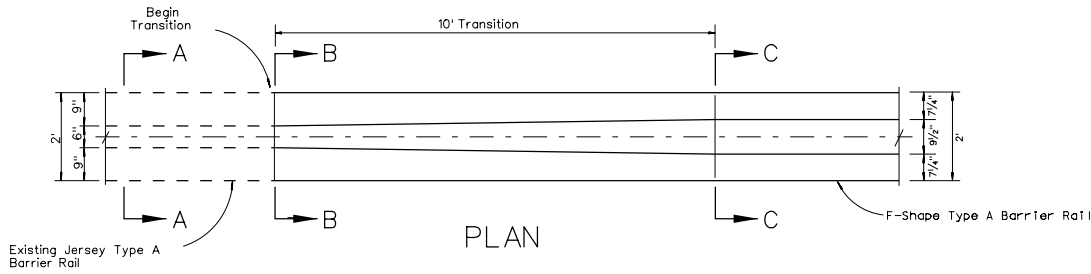 Begin
Transition
10' Transition
A
B
C
2'
9"
6"
9"
7¼"
9½"
7¼"
2'
A
B
C
PLAN
F-Shape Type A Barrier Rail
Existing Jersey Type A
Barrier Rail